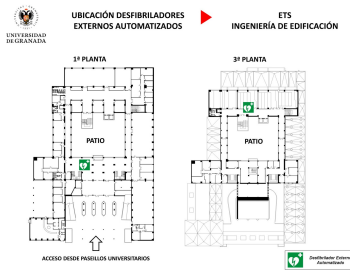 UBICACIÓN DESFIBRILADORES
EXTERNOS AUTOMATIZADOS
ETS
INGENIERÍA DE EDIFICACIÓN
UNIVERSIDAD
DE GRANADA
1ª PLANTA
3ª PLANTA
PATIO
PATIO
ACCESO DESDE PASEILLOS UNIVERSITARIOS
Desfibrilador Externo
Automatizado